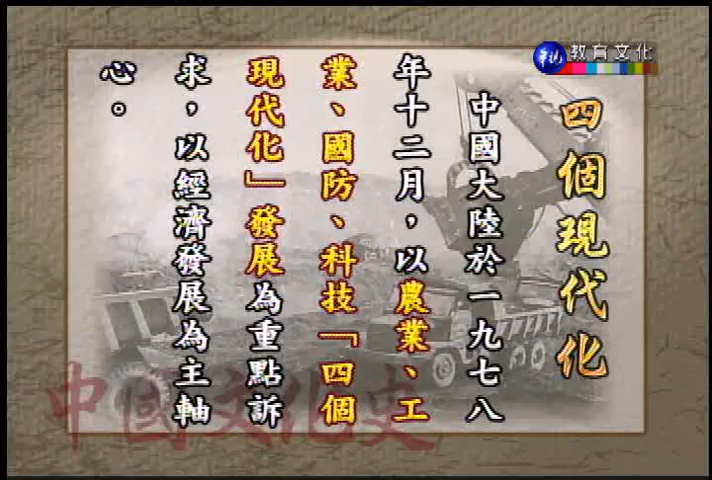 華視
教育文化
四個現代化
中國大陸於一九七八
年十二月，以農業、工
業、國防、科技「四個
現代化」發展為重點訴
求，以經濟發展為主軸
心。
中國文化史